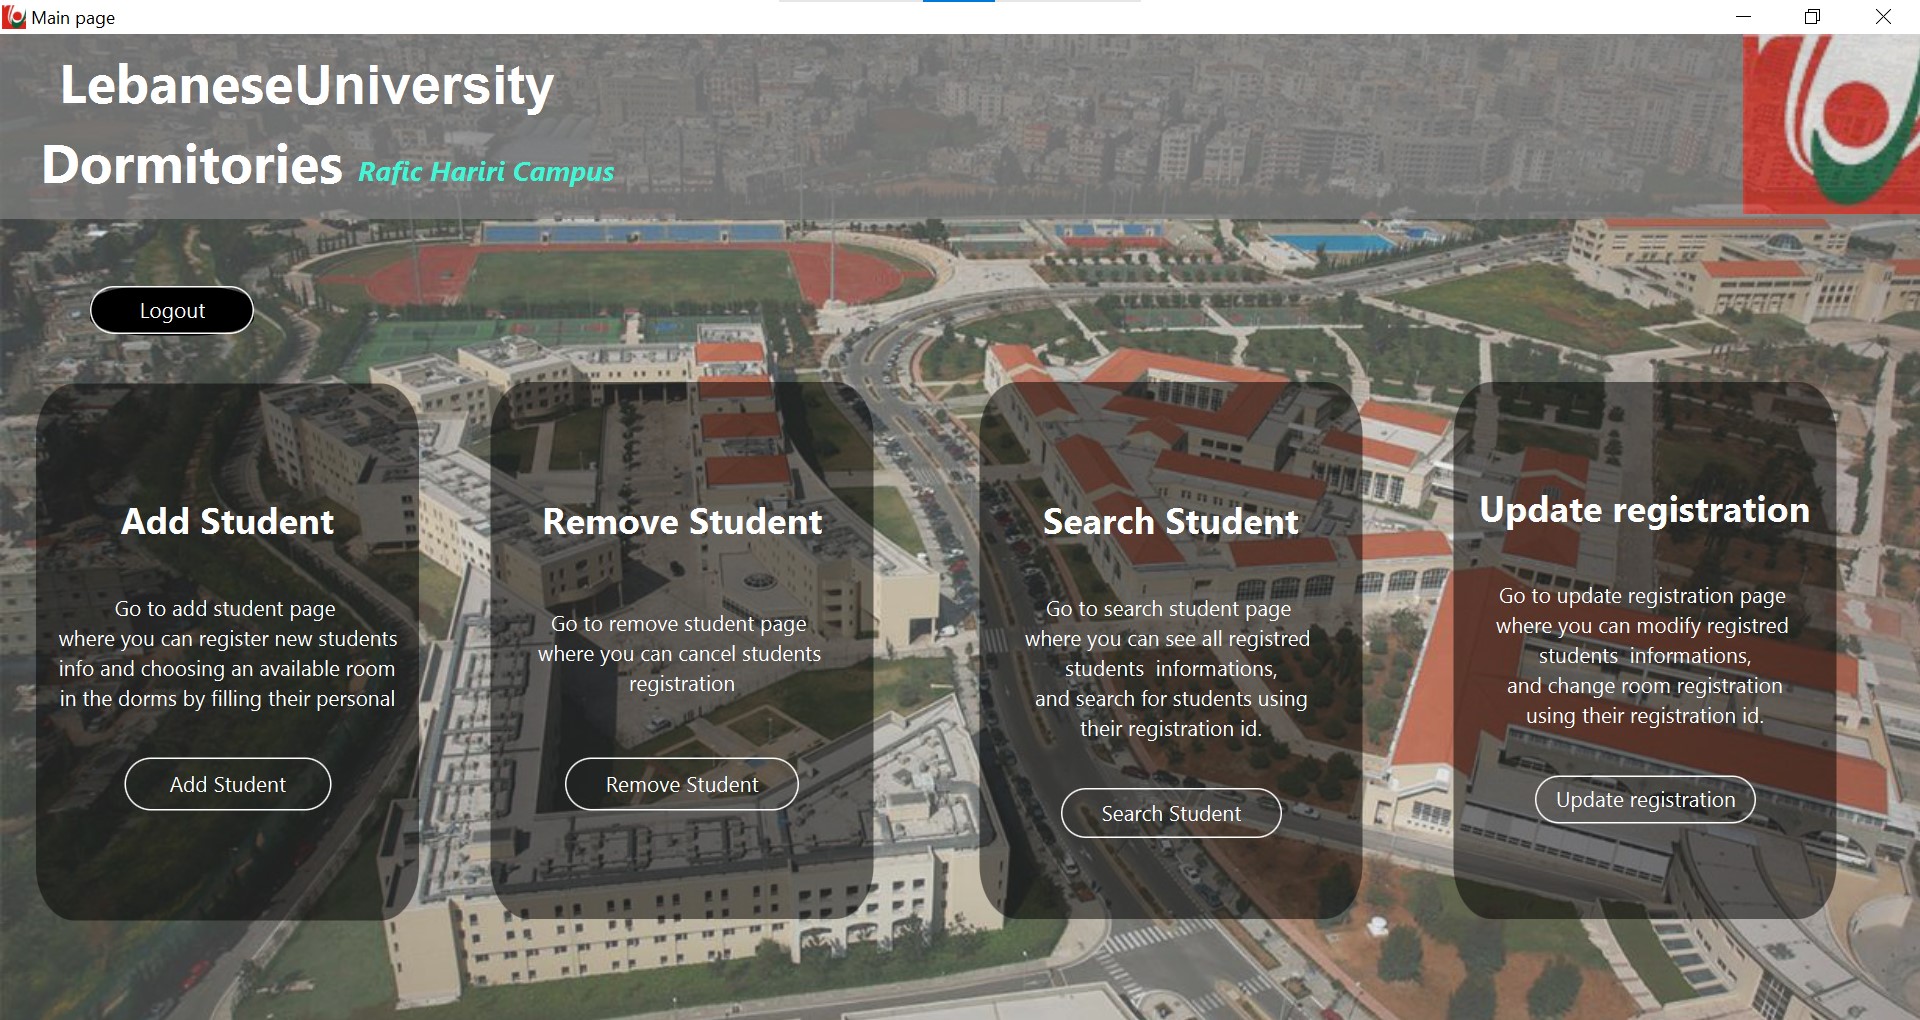 Main page
LebaneseUniversity
Dormitories Rafic Hariri Campus
Logout
Add Student
Go to add student page
where you can register new students
info and choosing an available room
in the dorms by filling their personal
Add Student
Remove Student
Go to remove student page
where you can cancel students
registration
Remove Student
Search Student
Go to search student page
where you can see all registred
students  informations,
and search for students using
their registration id.
Search Student
Update registration
Go to update registration page
where you can modify registred
students  informations,
and change room registration
using their registration id.
Update registration